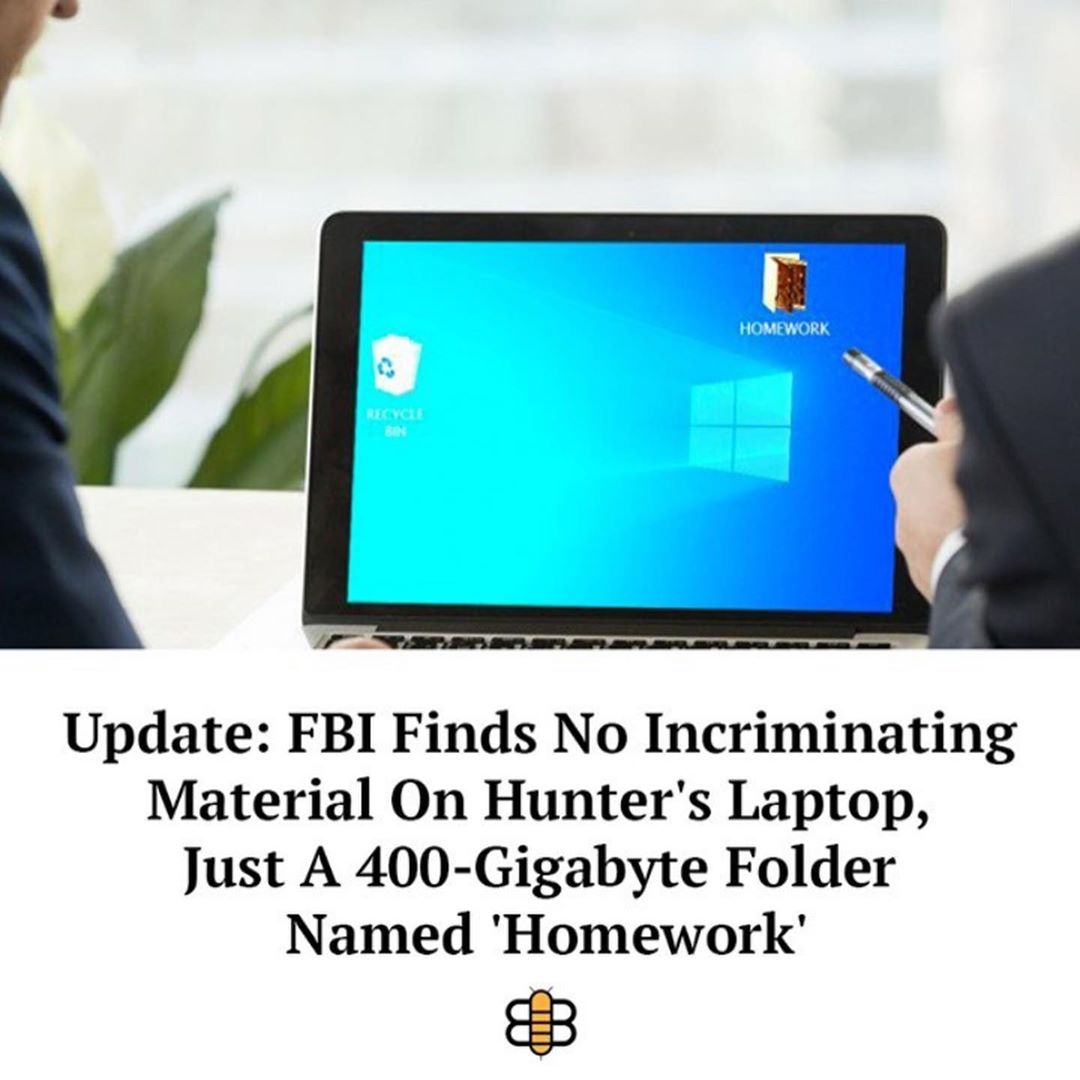 HOMEWORK
RECYCLE
BIN
Update: FBI Finds No Incriminating
Material On Hunter's Laptop,
Just A 400-Gigabyte Folder
Named 'Homework'